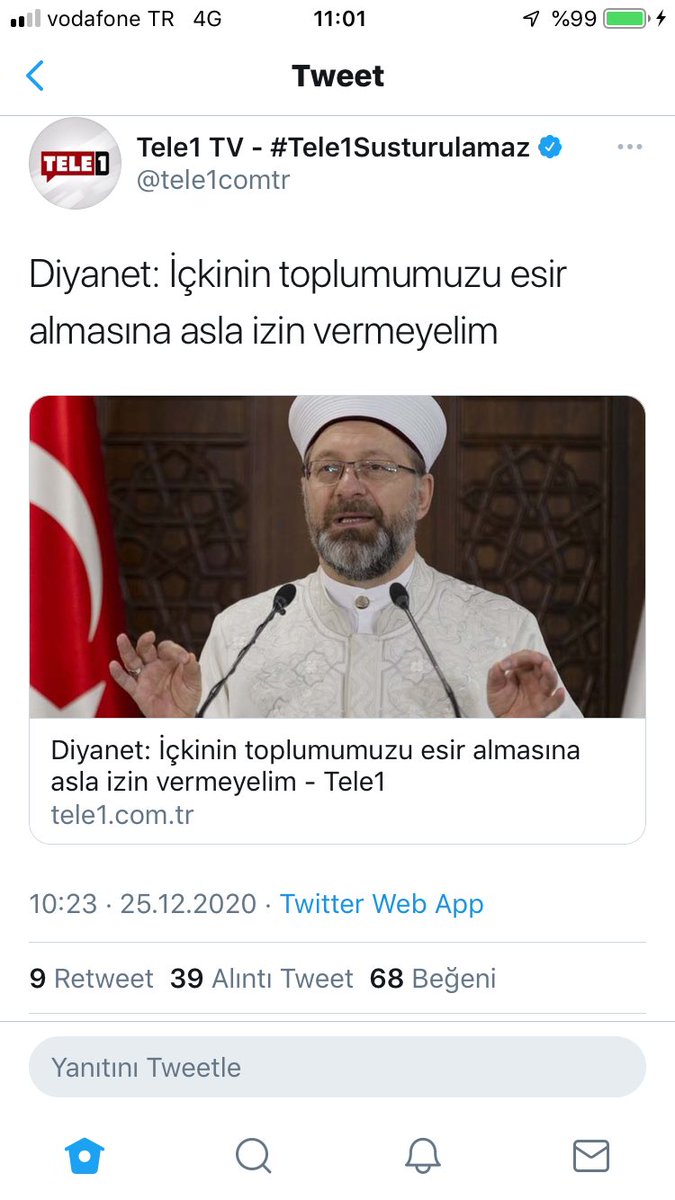 vodafone TR 4G 11:01 %99
Tweet
TELE1
Tele1 TV - #Tele1Susturulamaz
@tele1comtr
Diyanet: İçkinin toplumumuzu esir
almasına asla izin vermeyelim
Diyanet: İçkinin toplumumuzu esir almasına
asla izin vermeyelim - Tele1
tele1.com.tr
10:23 · 25.12.2020 · Twitter Web App
9 Retweet 39 Alıntı Tweet 68 Beğeni
Yanıtını Tweetle